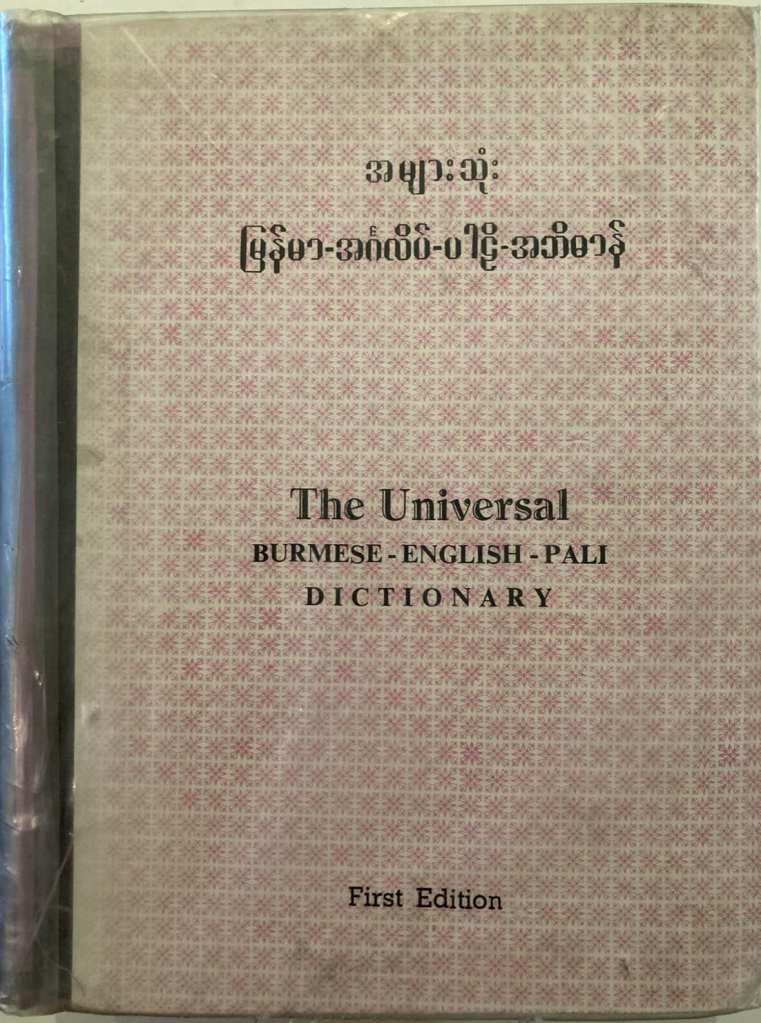 အများသုံး
မြန်မာ-အင်္ဂလိပ်-ပါဠိ-အဘိဓာန်
The Universal
BURMESE - ENGLISH - PALI
DICTIONARY
First Edition